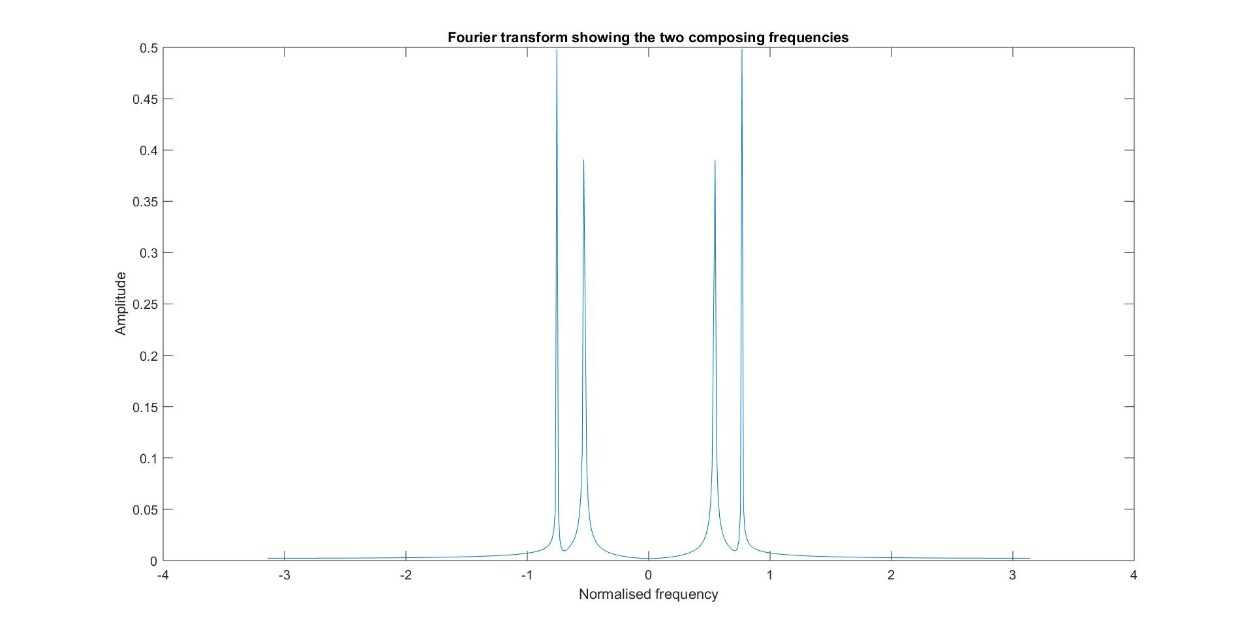 Fourier transform showing the two composing frequencies
0.5
0.45
0.4
0.35
0.3
0.25
0.2
0.15
0.1
0.05
0
Amplitude
-4 -3 -2 -1 0 1 2 3 4
Normalised frequency